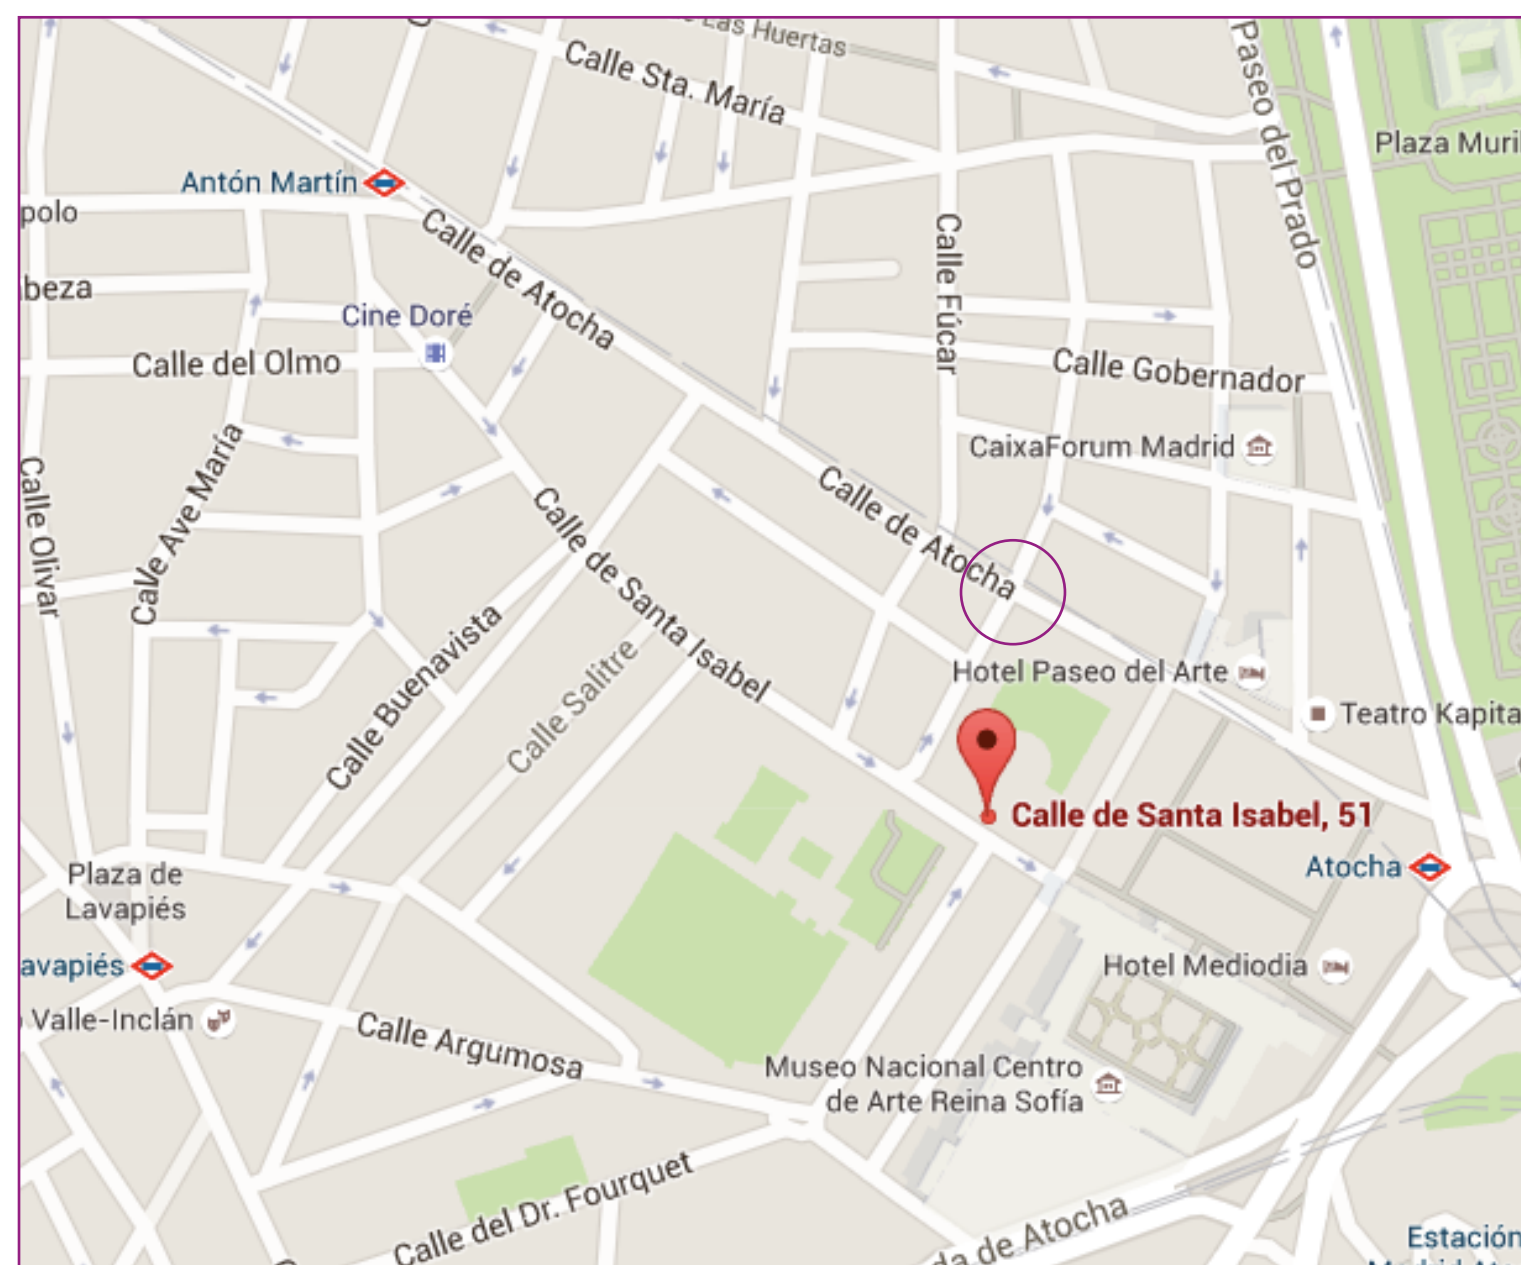 Las Huertas
Calle Sta. María
Paseo del Prado
Plaza Muril
Antón Martín
polo
Calle de Atocha
Calle Fúcar
beza
Cine Doré
Calle del Olmo
Calle Gobernador
CaixaForum Madrid
Calle Ave María
Calle Olivar
Calle de Atocha
Calle de Santa Isabel
Calle Buenavista
Calle Salitre
Hotel Paseo del Arte
Teatro Kapita
Calle de Santa Isabel, 51
Atocha
Plaza de
Lavapiés
avapiés
Hotel Mediodia
Valle-Inclán
Calle Argumosa
Museo Nacional Centro
de Arte Reina Sofía
Calle del Dr. Fourquet
da de Atocha
Estación